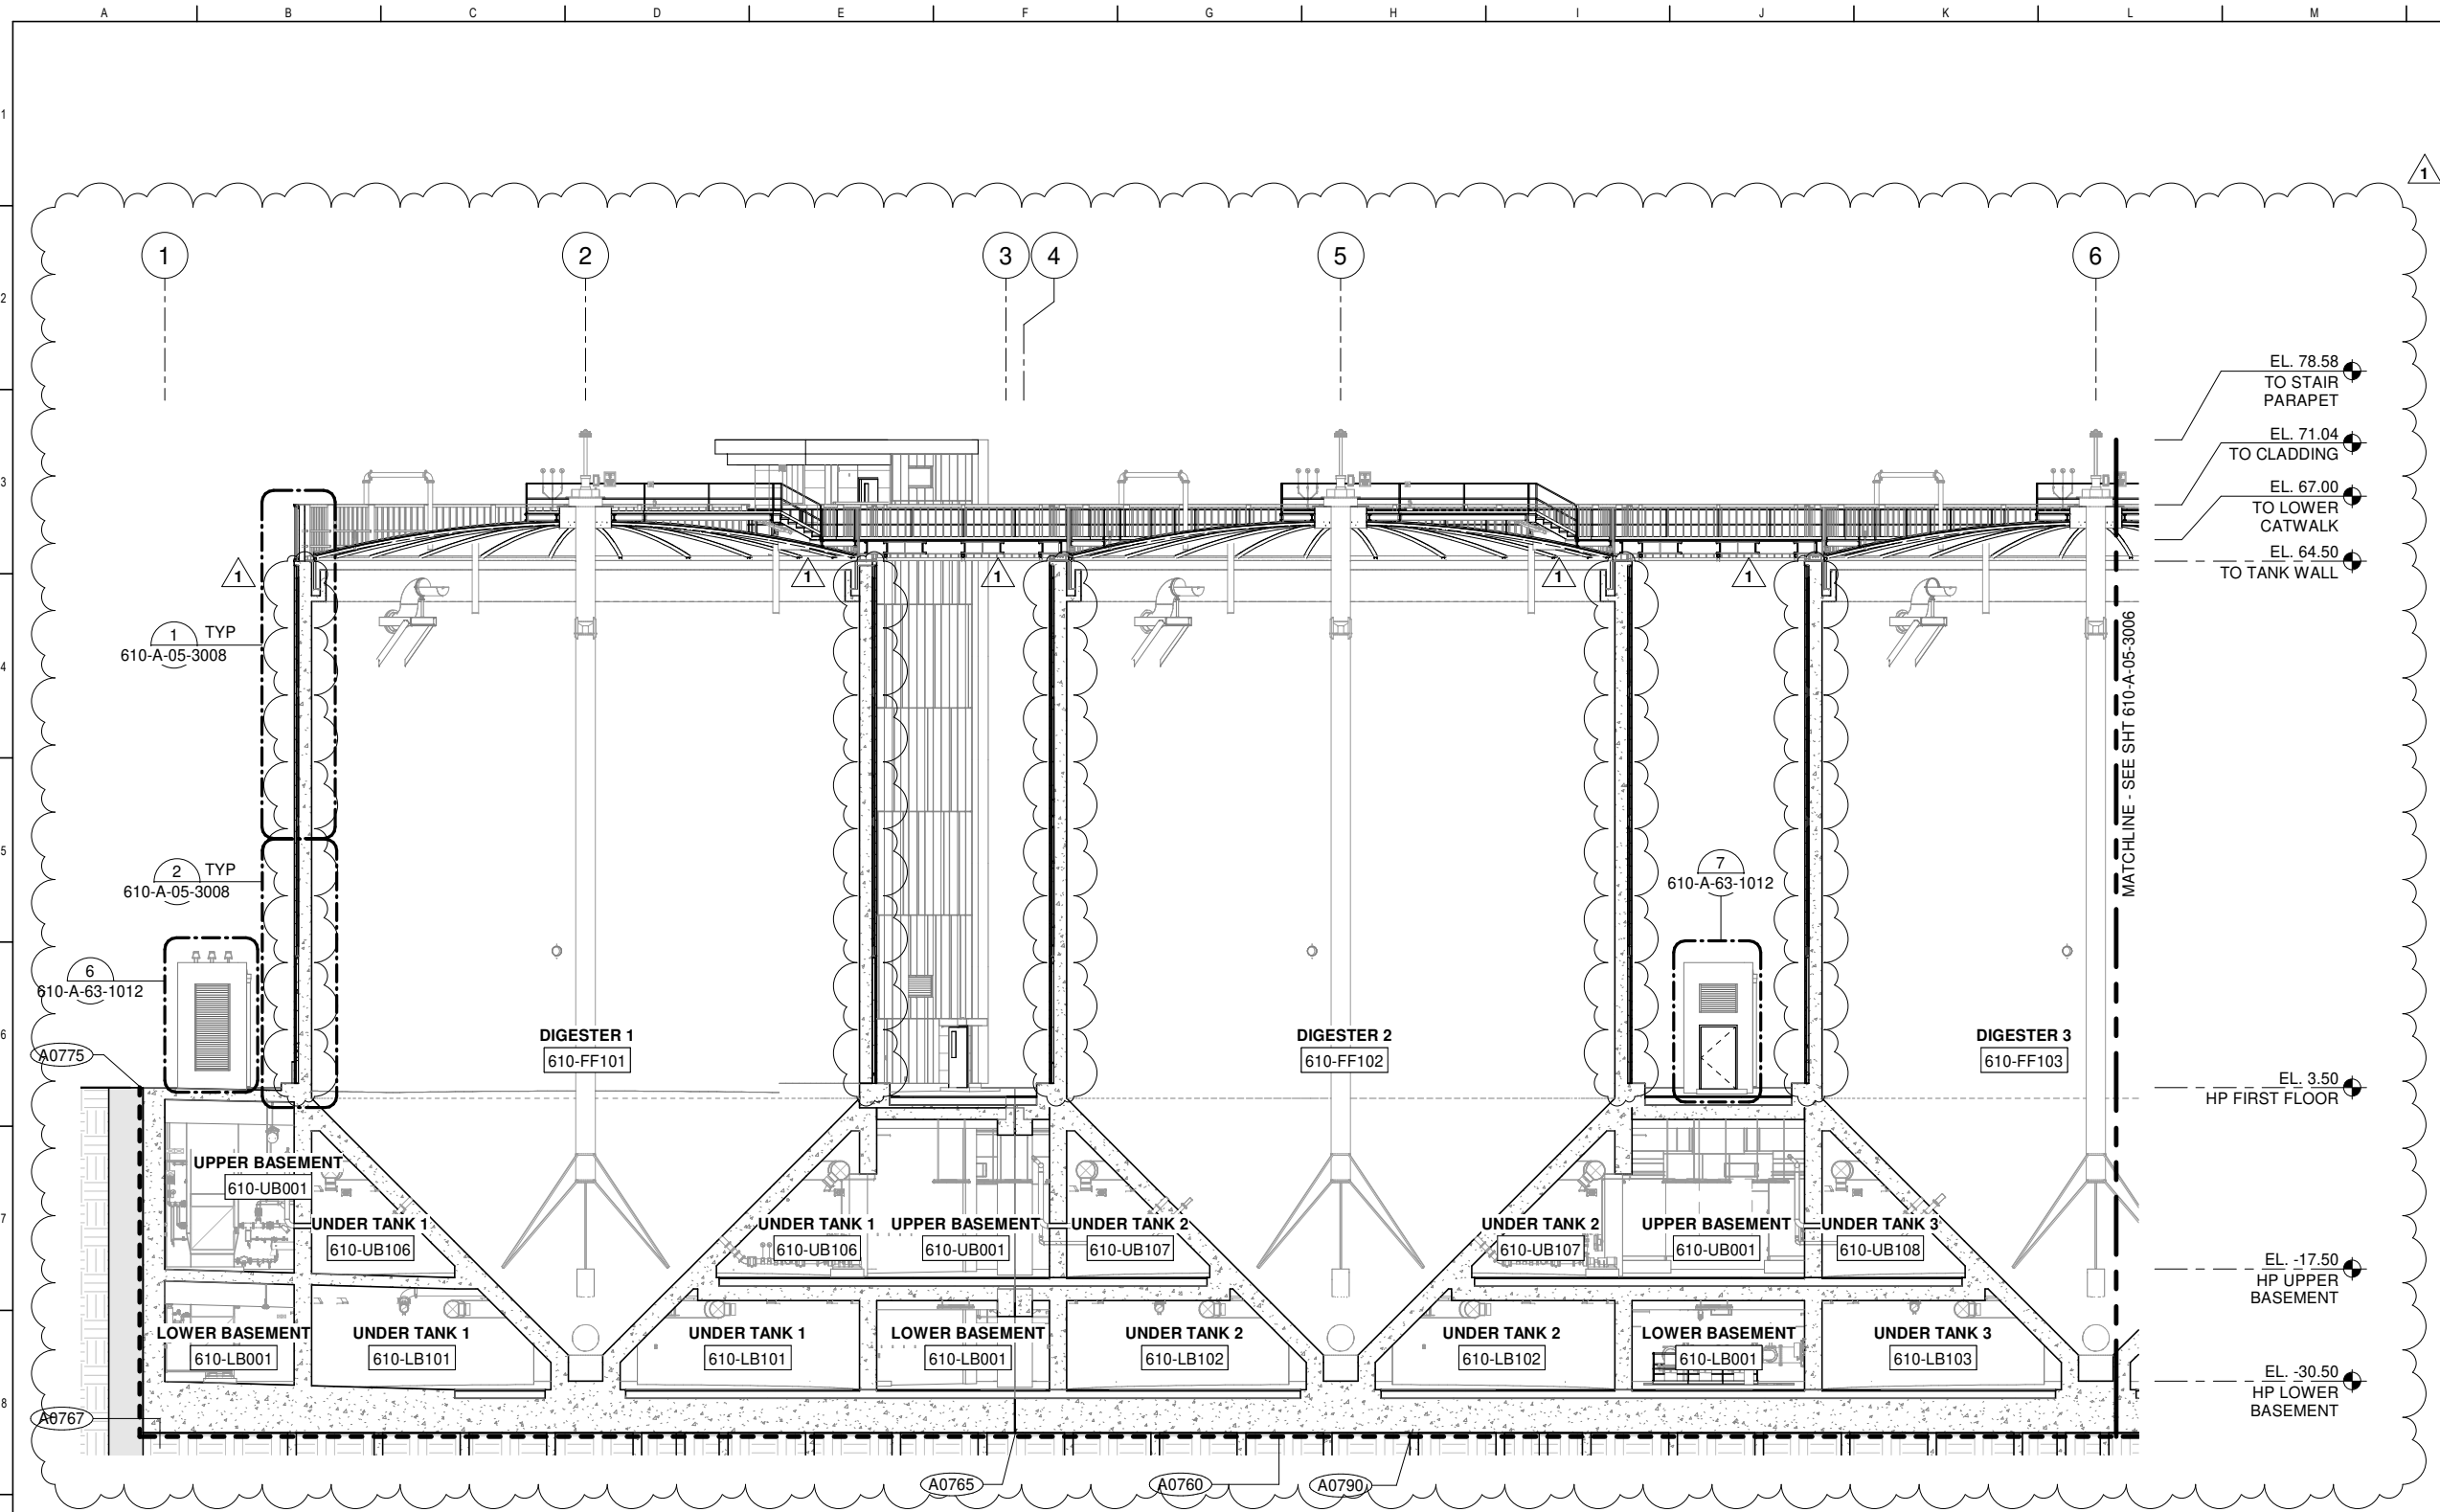 A B C D E F G H I J K L M
1
1
2
1 2 3 4 5 6
EL. 78.58
TO STAIR
PARAPET
EL. 71.04
TO CLADDING
3
EL. 67.00
TO LOWER
CATWALK
EL. 64.50
TO TANK WALL
1 1 1 1 1
1 TYP
610-A-05-3008
4
MATCHLINE - SEE SHT 610-A-05-3006
5
2 TYP
610-A-05-3008
7
610-A-63-1012
6
610-A-63-1012
6
DIGESTER 1
610-FF101
DIGESTER 2
610-FF102
DIGESTER 3
610-FF103
A0775
EL. 3.50
HP FIRST FLOOR
UPPER BASEMENT
610-UB001
7
UNDER TANK 1
610-UB106
UNDER TANK 1
610-UB106
UPPER BASEMENT
610-UB001
UNDER TANK 2
610-UB107
UNDER TANK 2
610-UB107
UPPER BASEMENT
610-UB001
UNDER TANK 3
610-UB108
EL. -17.50
HP UPPER
BASEMENT
LOWER BASEMENT
610-LB001
UNDER TANK 1
610-LB101
UNDER TANK 1
610-LB101
LOWER BASEMENT
610-LB001
UNDER TANK 2
610-LB102
UNDER TANK 2
610-LB102
LOWER BASEMENT
610-LB001
UNDER TANK 3
610-LB103
EL. -30.50
HP LOWER
BASEMENT
8
A0767
A0765
A0760
A0790